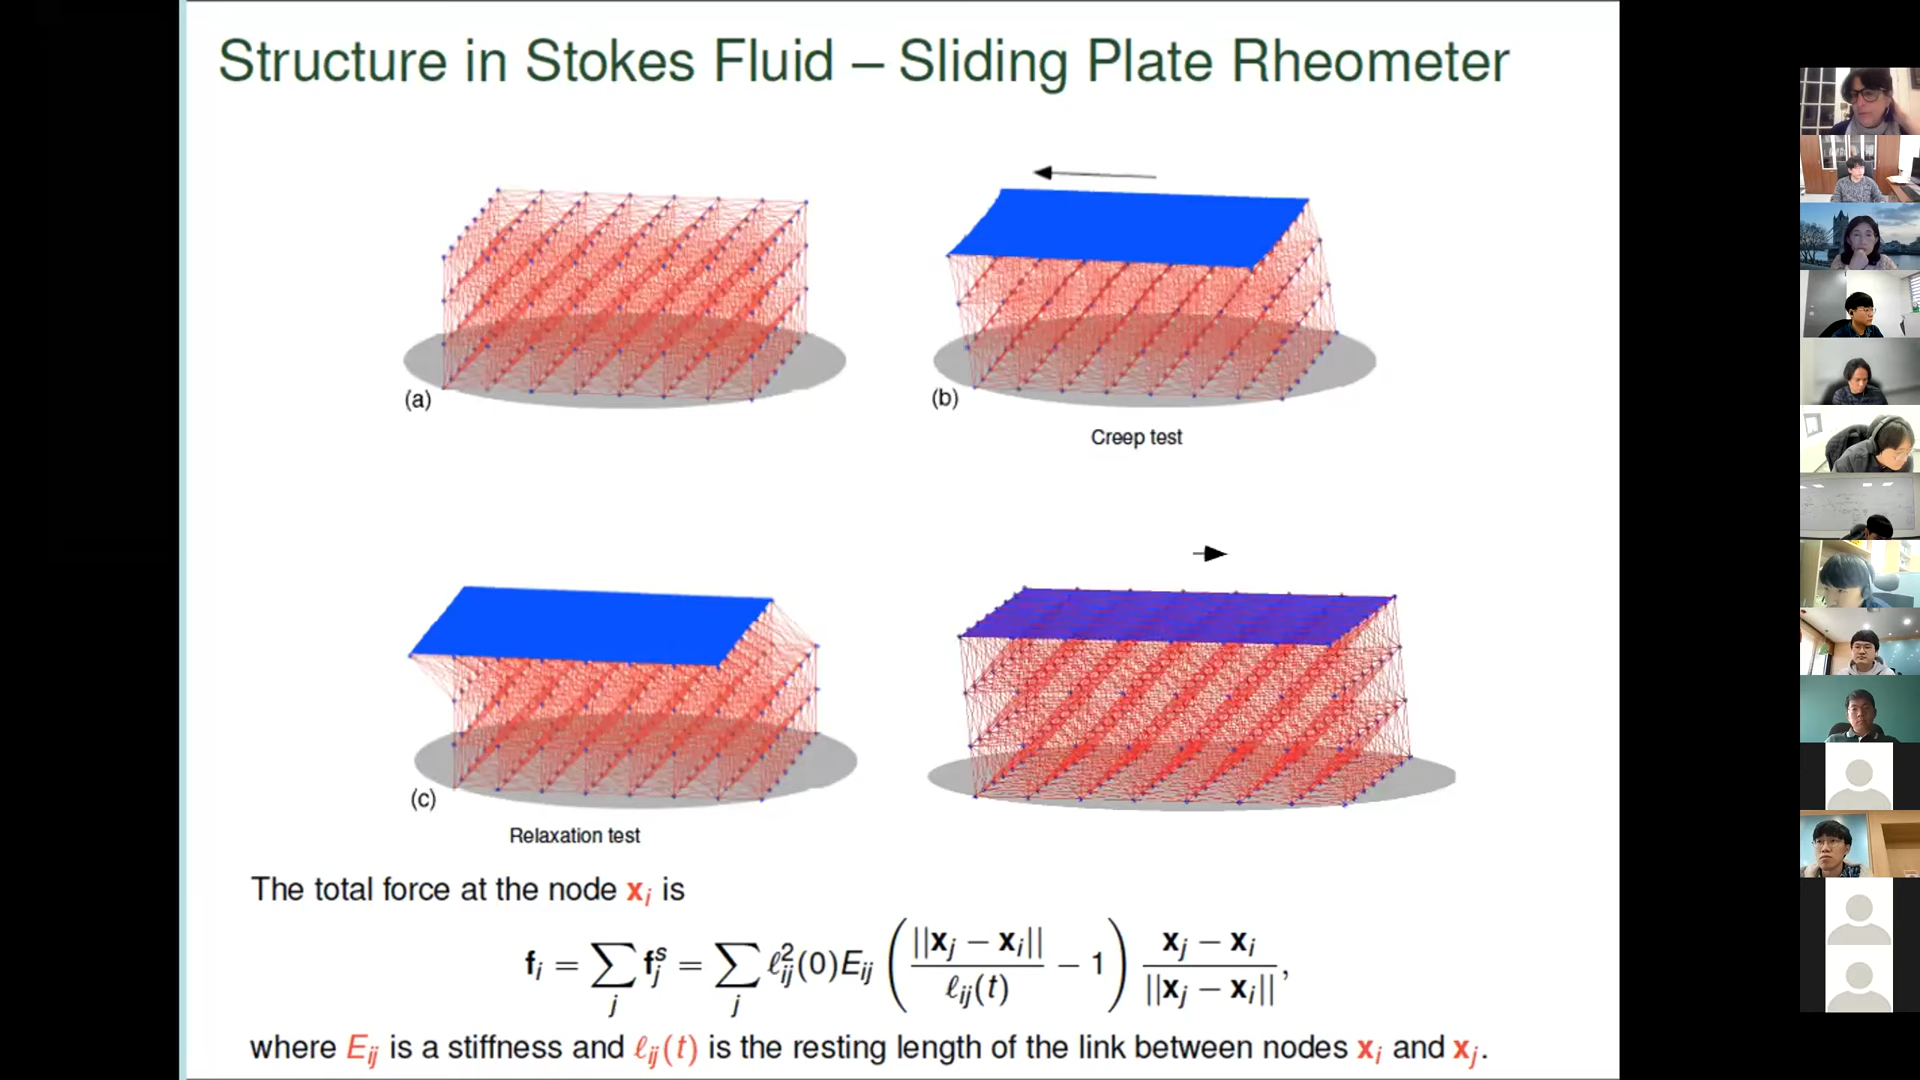 Structure in Stokes Fluid – Sliding Plate Rheometer
(a)
(b)
Creep test
(c)
Relaxation test
The total force at the node x_i is
f_i = ∑_j f_j^s = ∑_j ℓ_ij^2(0)E_ij ( ||x_j − x_i|| / ℓ_ij(t) − 1 ) (x_j − x_i) / ||x_j − x_i||,
where E_ij is a stiffness and ℓ_ij(t) is the resting length of the link between nodes x_i and x_j.